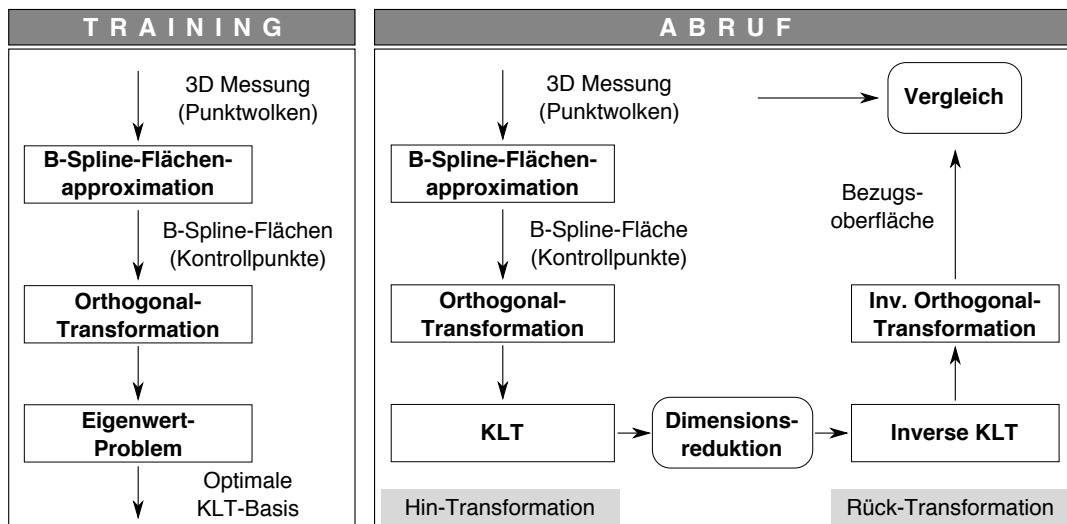 TRAINING
3D Messung
(Punktwolken)
B-Spline-Flächen-
approximation
B-Spline-Flächen
(Kontrollpunkte)
Orthogonal-
Transformation
Eigenwert-
Problem
Optimale
KLT-Basis
ABRUF
3D Messung
(Punktwolken)
B-Spline-Flächen-
approximation
B-Spline-Fläche
(Kontrollpunkte)
Orthogonal-
Transformation
KLT
Dimensions-
reduktion
Inverse KLT
Inv. Orthogonal-
Transformation
Bezugs-
oberfläche
Vergleich
Hin-Transformation
Rück-Transformation